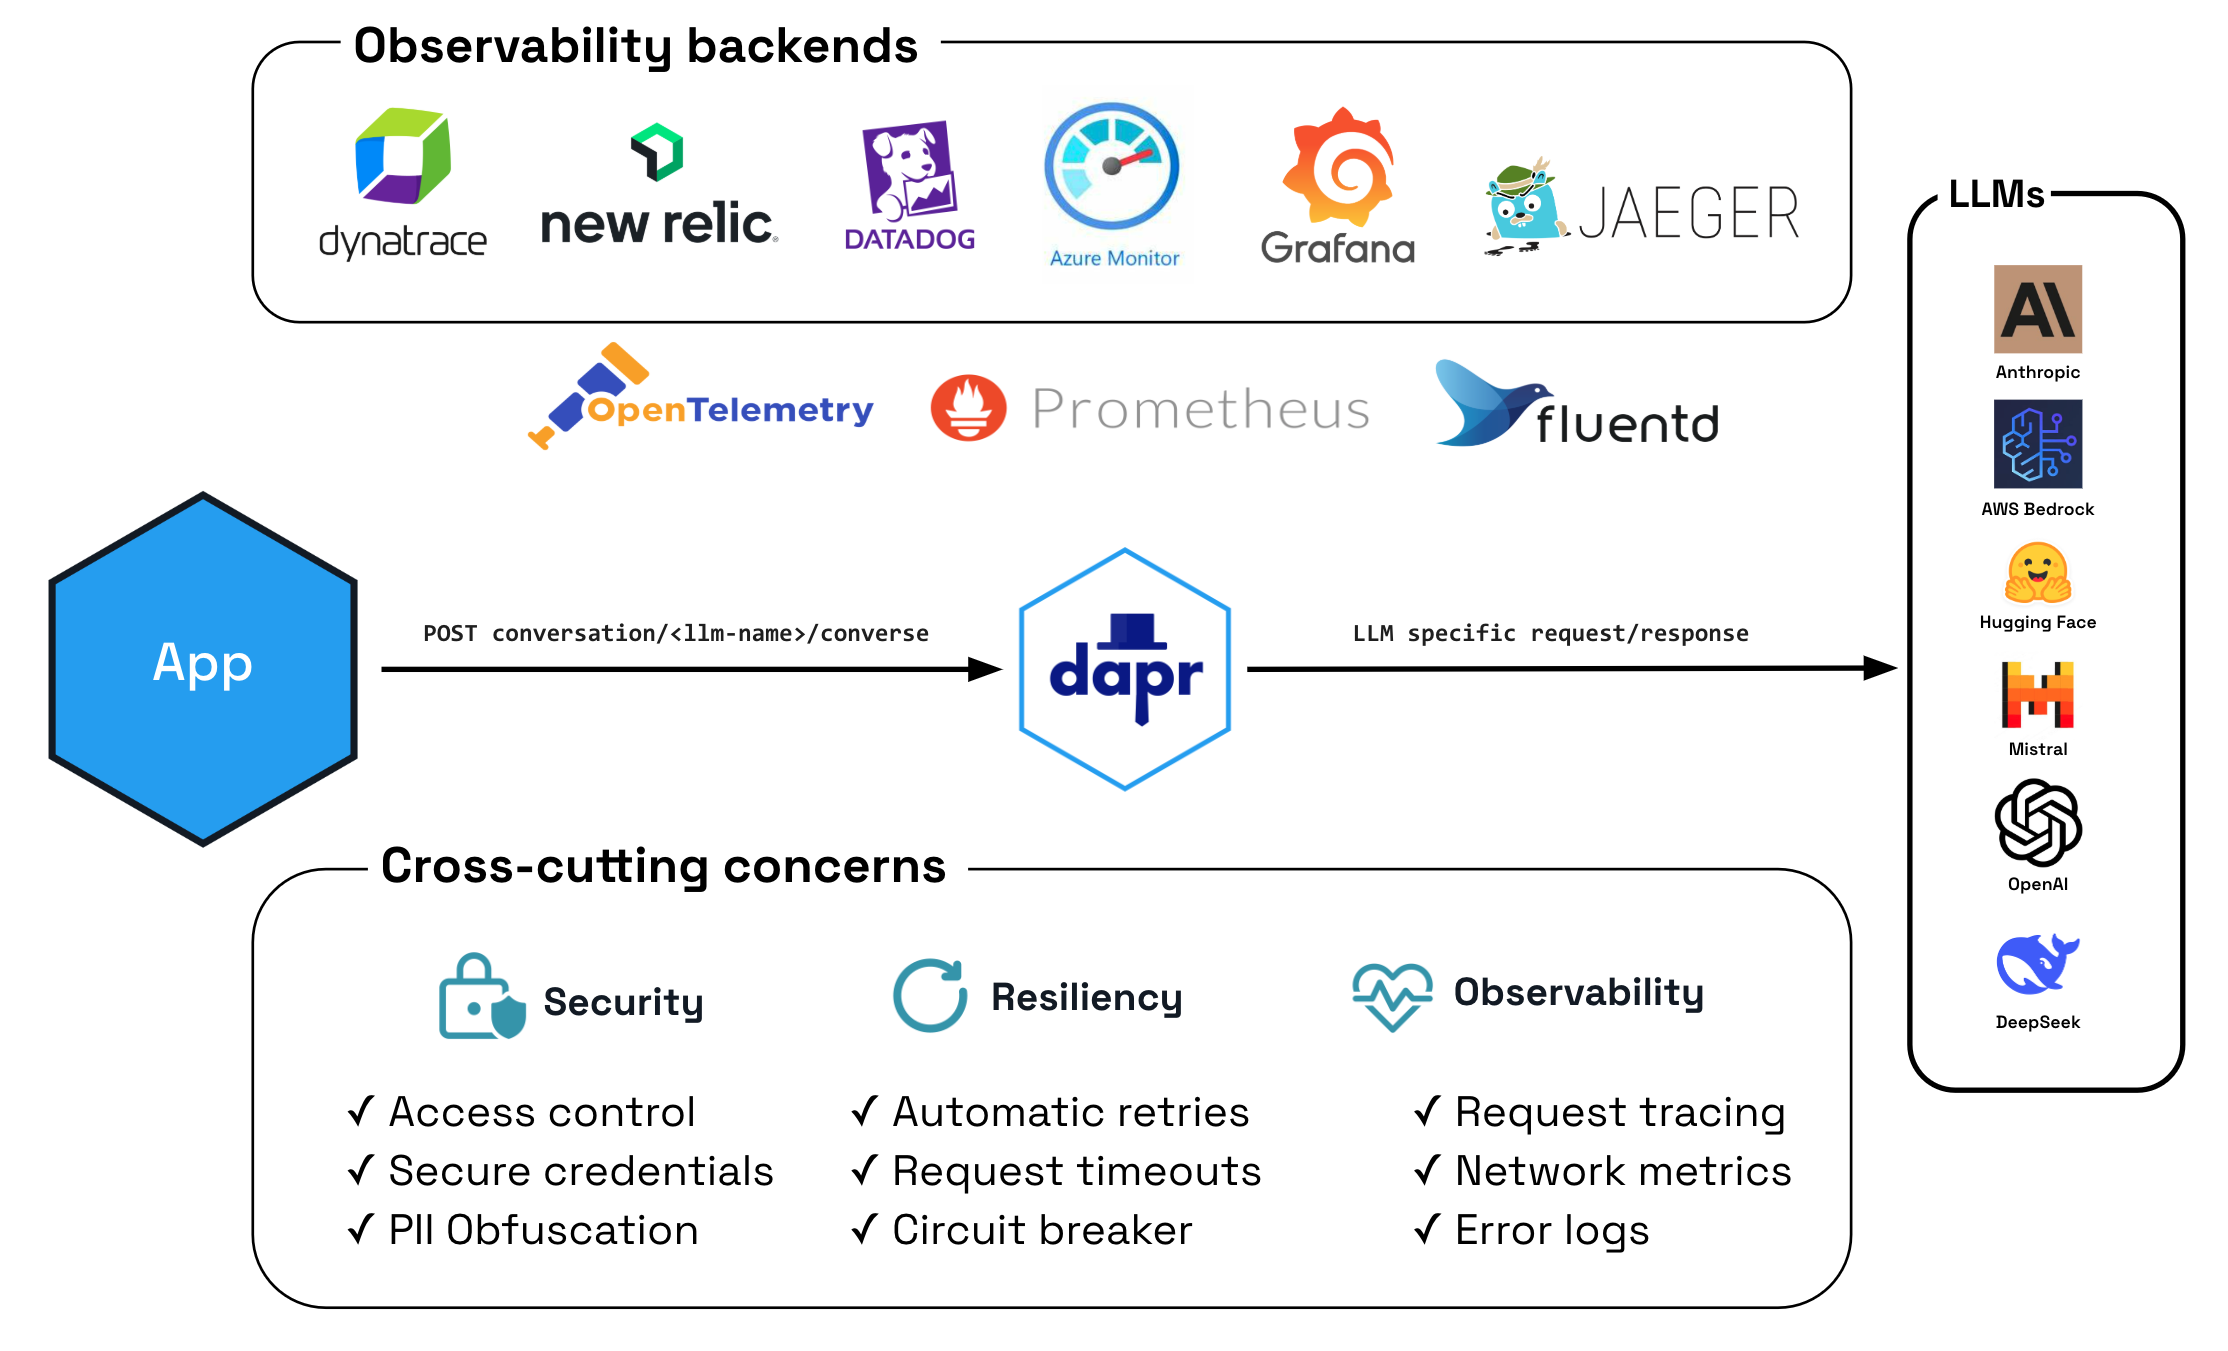 Observability backends
dynatrace
new relic
DATADOG
Azure Monitor
Grafana
JAEGER
OpenTelemetry
Prometheus
fluentd
App
POST conversation/<llm-name>/converse
dapr
LLM specific request/response
LLMs
Anthropic
AWS Bedrock
Hugging Face
Mistral
OpenAI
DeepSeek
Cross-cutting concerns
Security
✓ Access control
✓ Secure credentials
✓ PII Obfuscation
Resiliency
✓ Automatic retries
✓ Request timeouts
✓ Circuit breaker
Observability
✓ Request tracing
✓ Network metrics
✓ Error logs